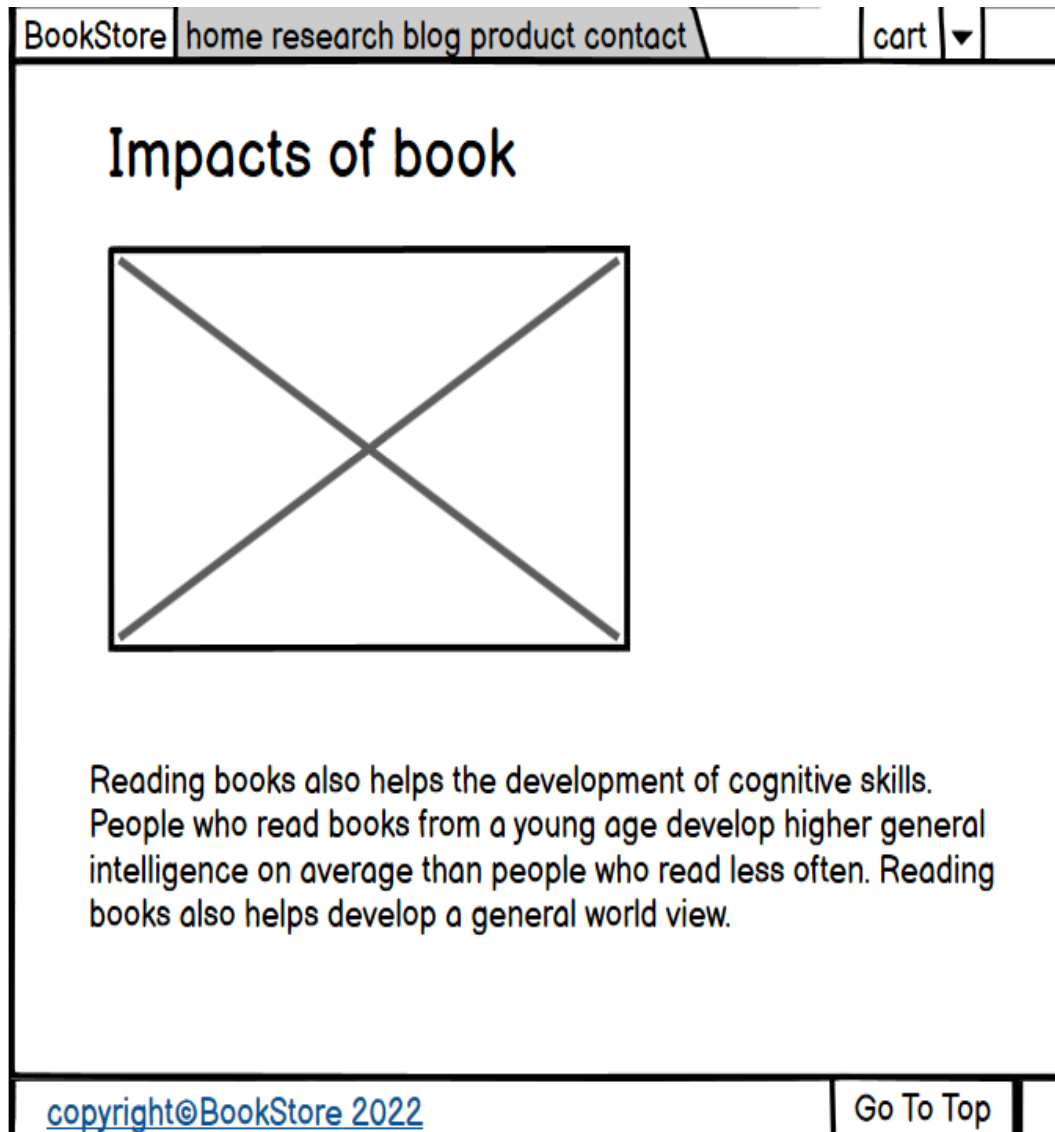 BookStore home research blog product contact cart
Impacts of book
Reading books also helps the development of cognitive skills.
People who read books from a young age develop higher general
intelligence on average than people who read less often. Reading
books also helps develop a general world view.
copyright©BookStore 2022 Go To Top